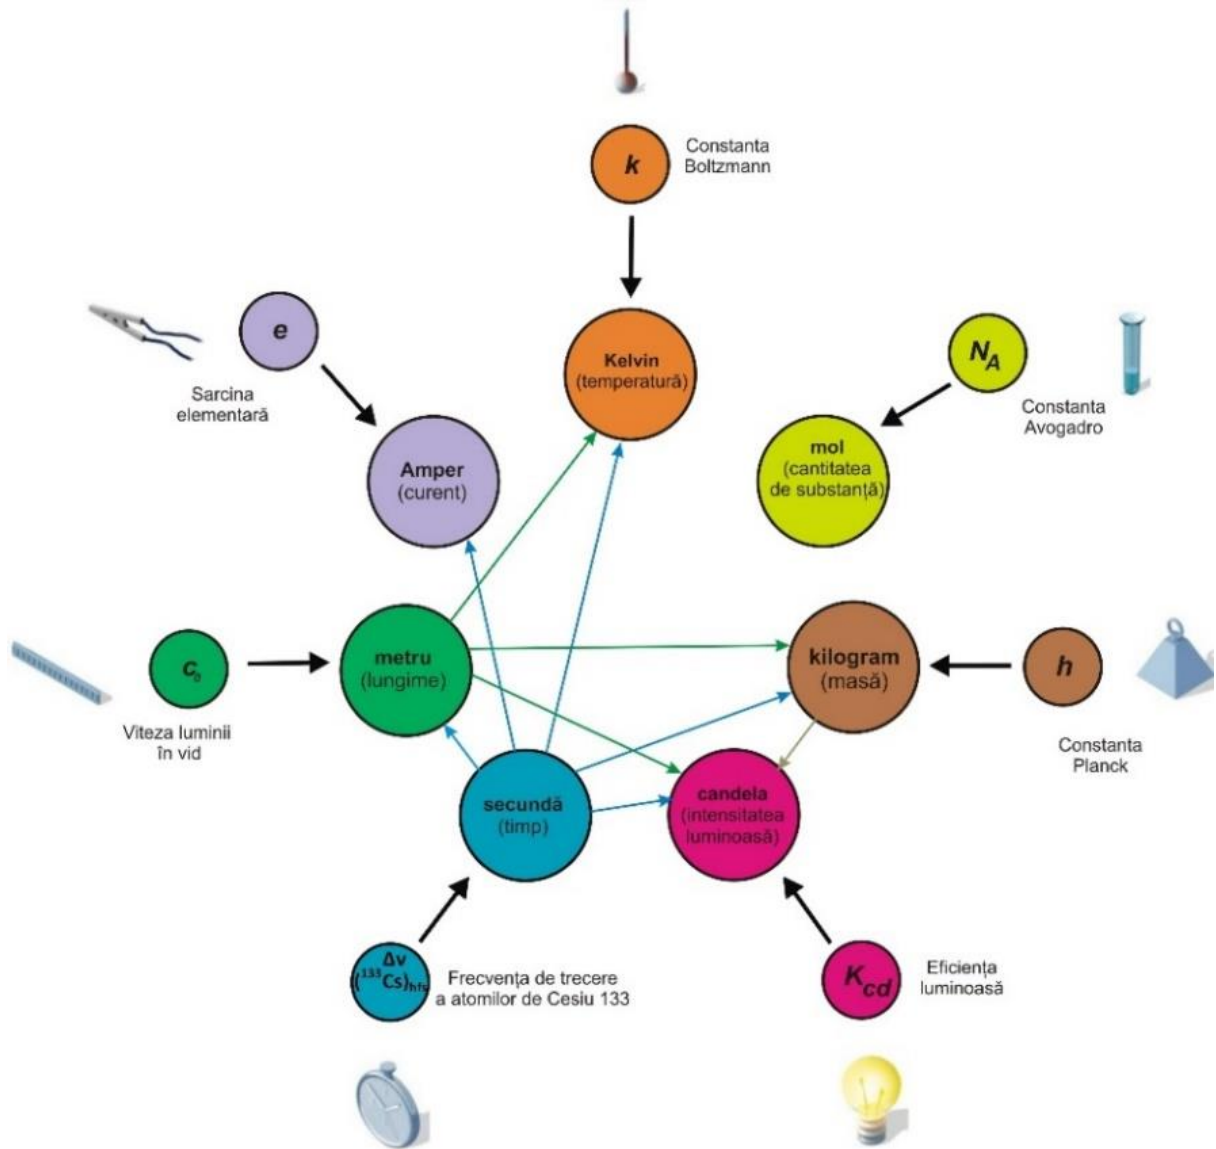 k
Constanta
Boltzmann
e
Sarcina
elementară
Kelvin
(temperatură)
N_A
Constanta
Avogadro
Amper
(curent)
mol
(cantitatea
de substanță)
c₀
Viteza luminii
în vid
metru
(lungime)
kilogram
(masă)
h
Constanta
Planck
secundă
(timp)
candela
(intensitatea
luminoasă)
Δν
(¹³³Cs)hfs
Frecvența de trecere
a atomilor de Cesiu 133
K_cd
Eficiența
luminoasă